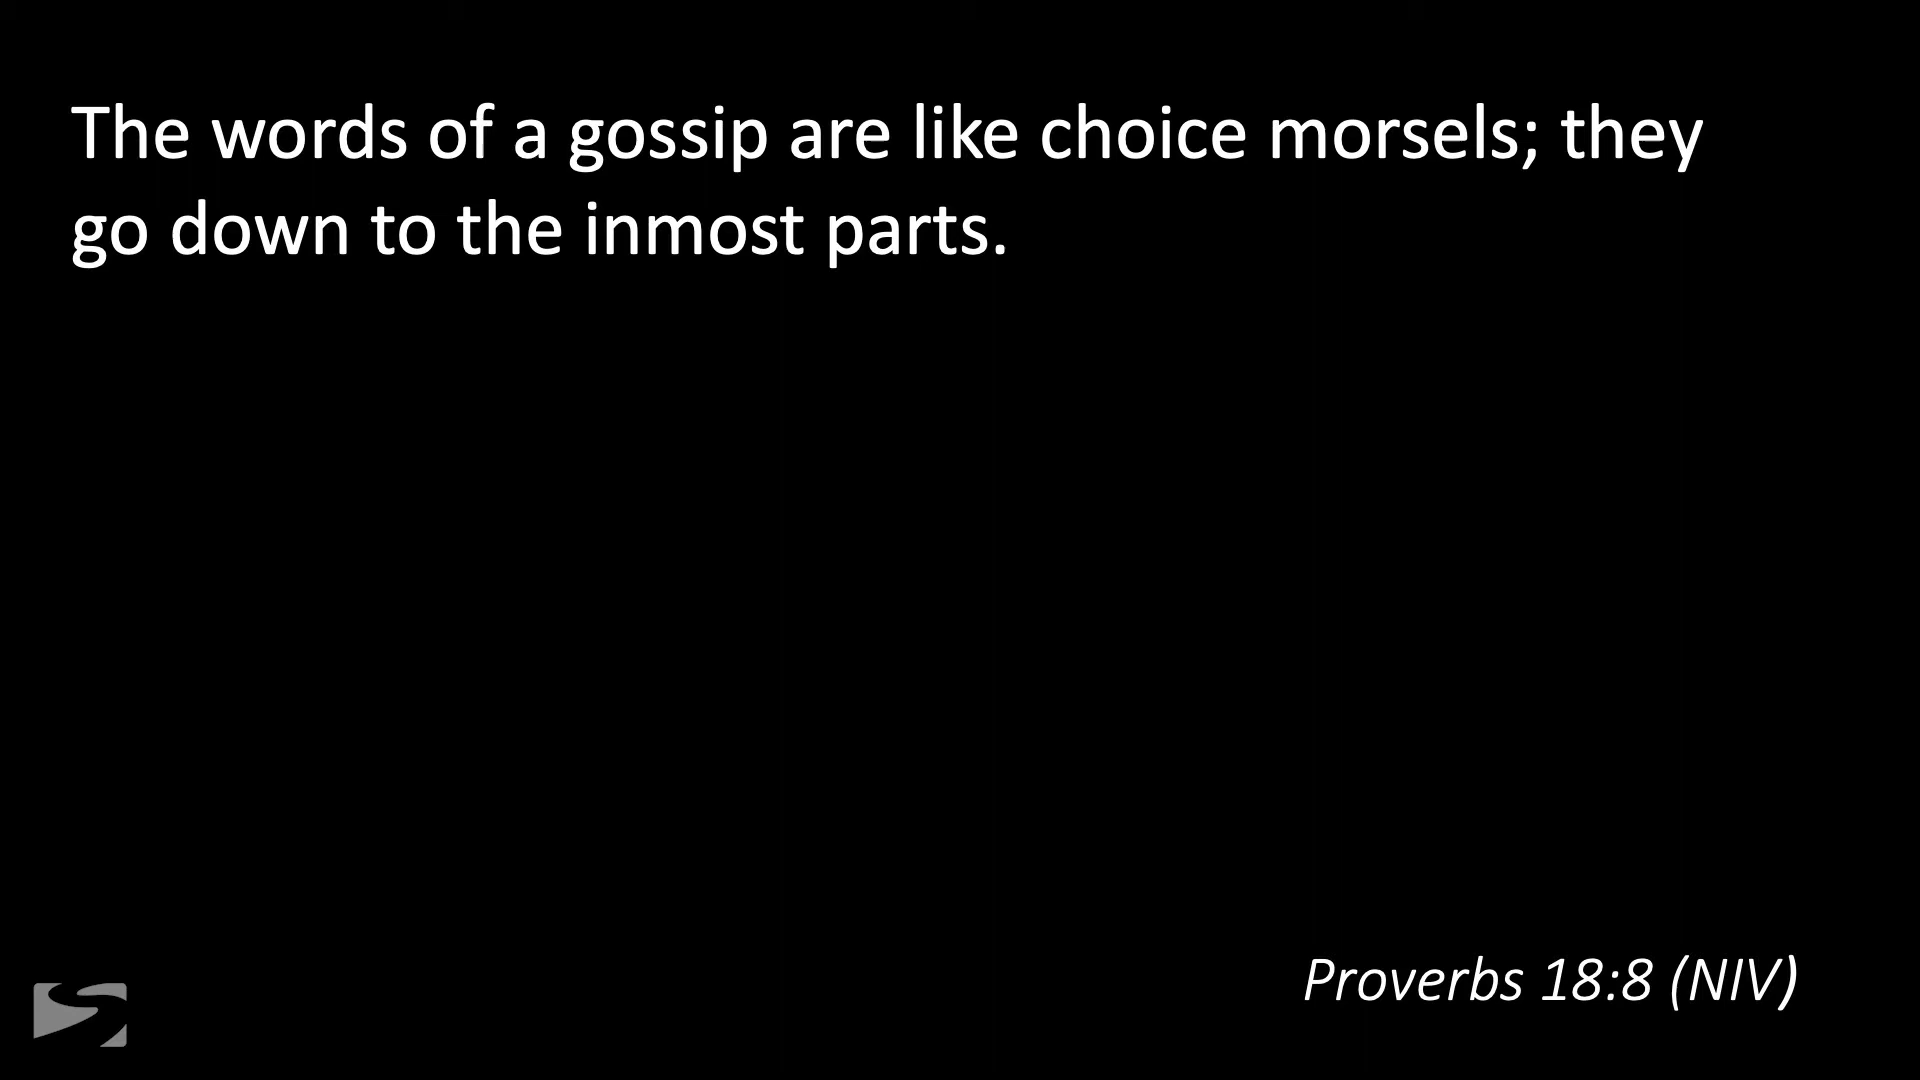 The words of a gossip are like choice morsels; they
go down to the inmost parts.
Proverbs 18:8 (NIV)